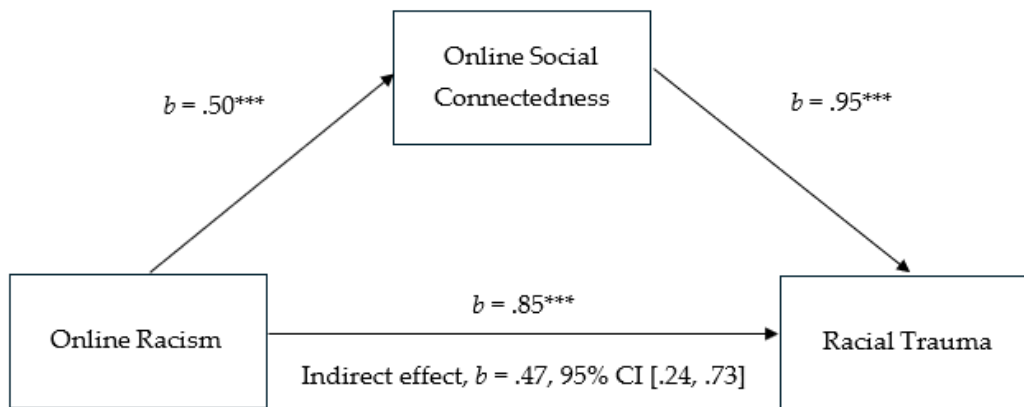 Online Social
Connectedness
b = .50***
b = .95***
b = .85***
Online Racism
Racial Trauma
Indirect effect, b = .47, 95% CI [.24, .73]